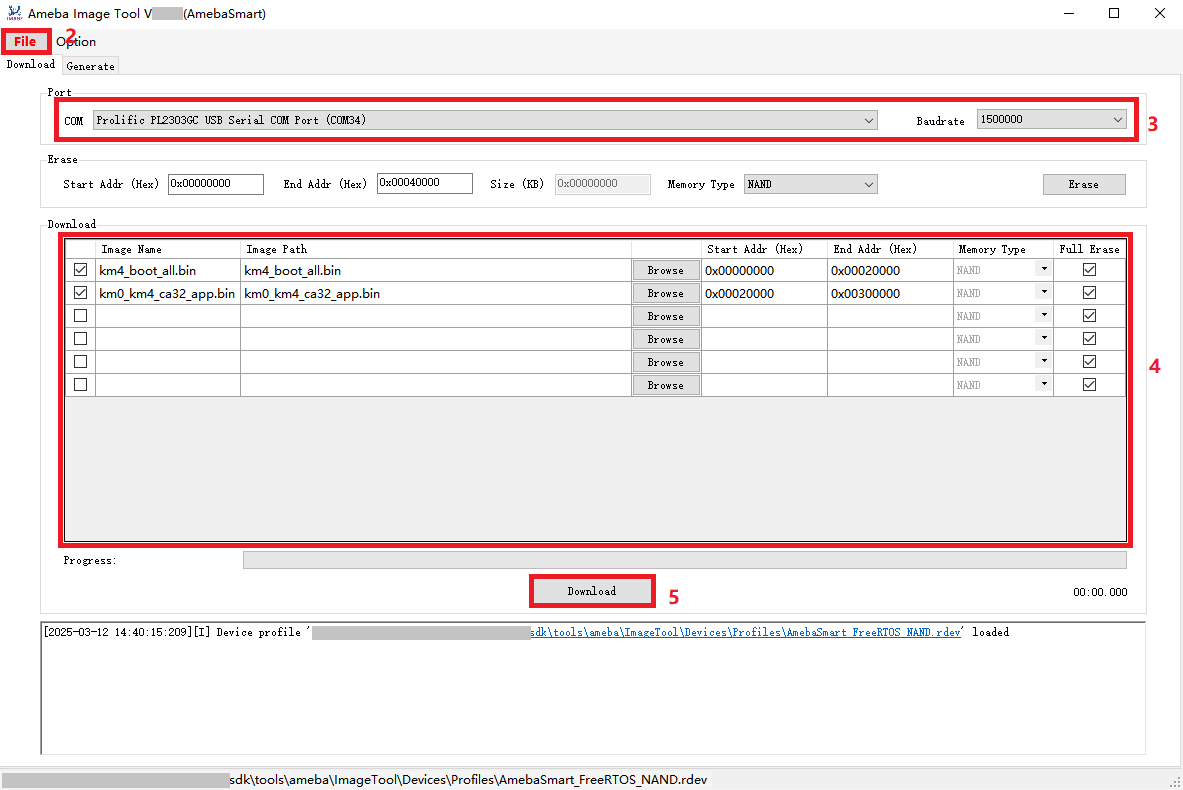 Ameba Image Tool V (AmebaSmart)
File Option 2
Download Generate
Port
COM Prolific PL2303GC USB Serial COM Port (COM34) Baudrate 1500000 3
Erase
Start Addr (Hex) 0x00000000 End Addr (Hex) 0x00040000 Size (KB) 0x00000000 Memory Type NAND Erase
Download
Image Name Image Path Start Addr (Hex) End Addr (Hex) Memory Type Full Erase
km4_boot_all.bin km4_boot_all.bin Browse 0x00000000 0x00020000 NAND
km0_km4_ca32_app.bin km0_km4_ca32_app.bin Browse 0x00020000 0x00300000 NAND
Browse NAND
Browse NAND
Browse NAND 4
Browse NAND
Progress:
Download 5 00:00.000
[2025-03-12 14:40:15:209][I] Device profile ' sdk\tools\ameba\ImageTool\Devices\Profiles\AmebaSmart_FreeRTOS_NAND.rdev' loaded
sdk\tools\ameba\ImageTool\Devices\Profiles\AmebaSmart_FreeRTOS_NAND.rdev